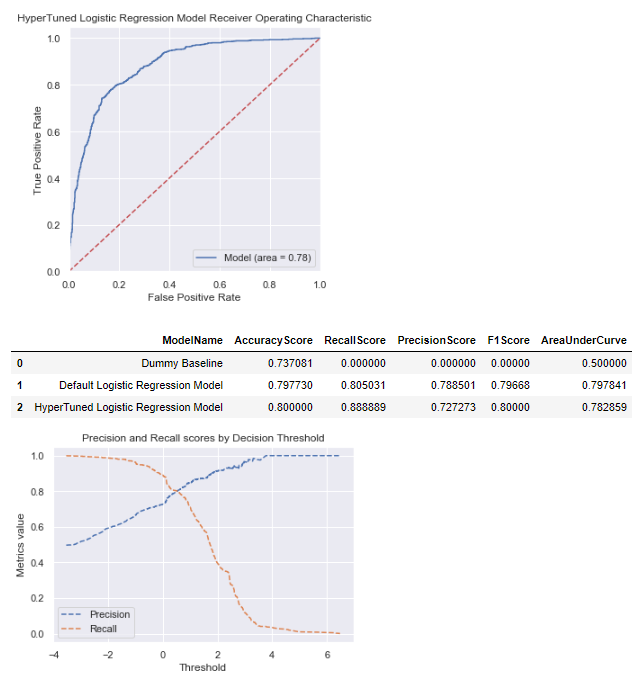 HyperTuned Logistic Regression Model Receiver Operating Characteristic
1.0
0.8
0.6
0.4
0.2
0.0
True Positive Rate
Model (area = 0.78)
0.0 0.2 0.4 0.6 0.8 1.0
False Positive Rate
ModelName AccuracyScore RecallScore PrecisionScore F1Score AreaUnderCurve
0 Dummy Baseline 0.737081 0.000000 0.000000 0.00000 0.500000
1 Default Logistic Regression Model 0.797730 0.805031 0.788501 0.79668 0.797841
2 HyperTuned Logistic Regression Model 0.800000 0.888889 0.727273 0.80000 0.782859
Precision and Recall scores by Decision Threshold
1.0
0.8
0.6
0.4
0.2
0.0
Metrics value
Precision
Recall
−4 −2 0 2 4 6
Threshold